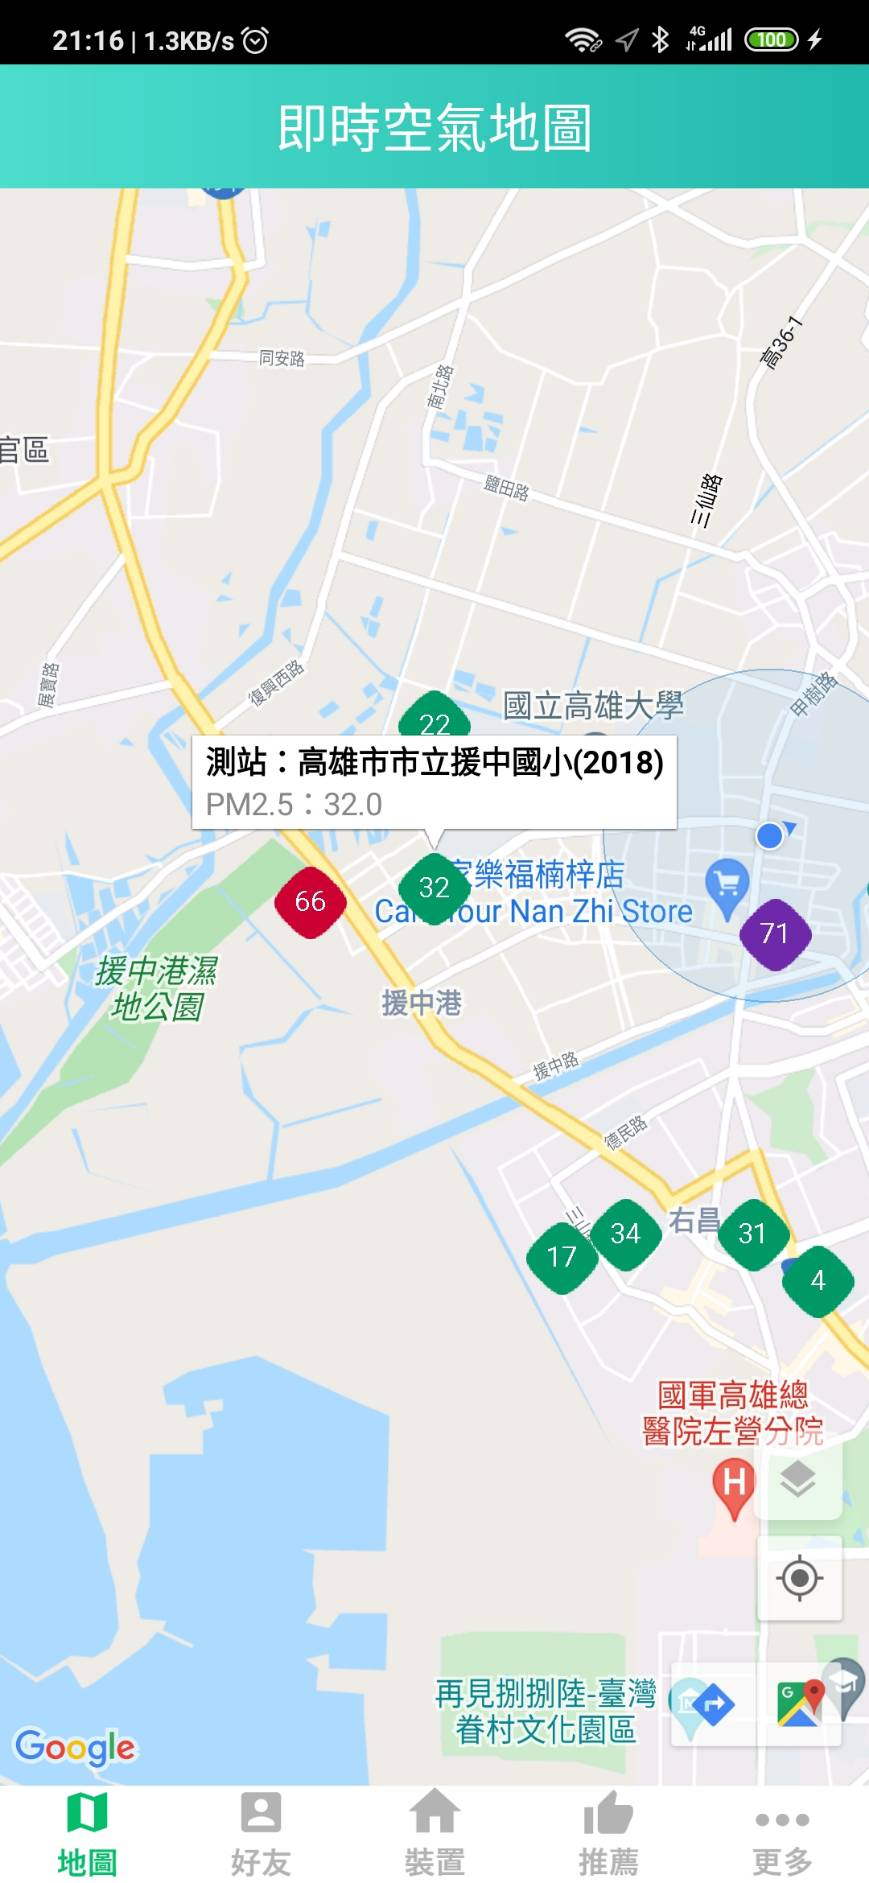 21:16 | 1.3KB/s
4G
100
即時空氣地圖
同安路
高36-1
南北路
官區
鹽田路
三仙路
展寶路
復興西路
甲樹路
國立高雄大學
22
測站：高雄市市立援中國小(2018)
PM2.5：32.0
66
32
家樂福楠梓店
Nan Zhi Store
71
援中港濕
地公園
援中港
援中路
德民路
右昌
34
31
17
4
國軍高雄總
醫院左營分院
H
再見捌捌陸-臺灣
眷村文化園區
G
Google
地圖
好友
裝置
推薦
更多